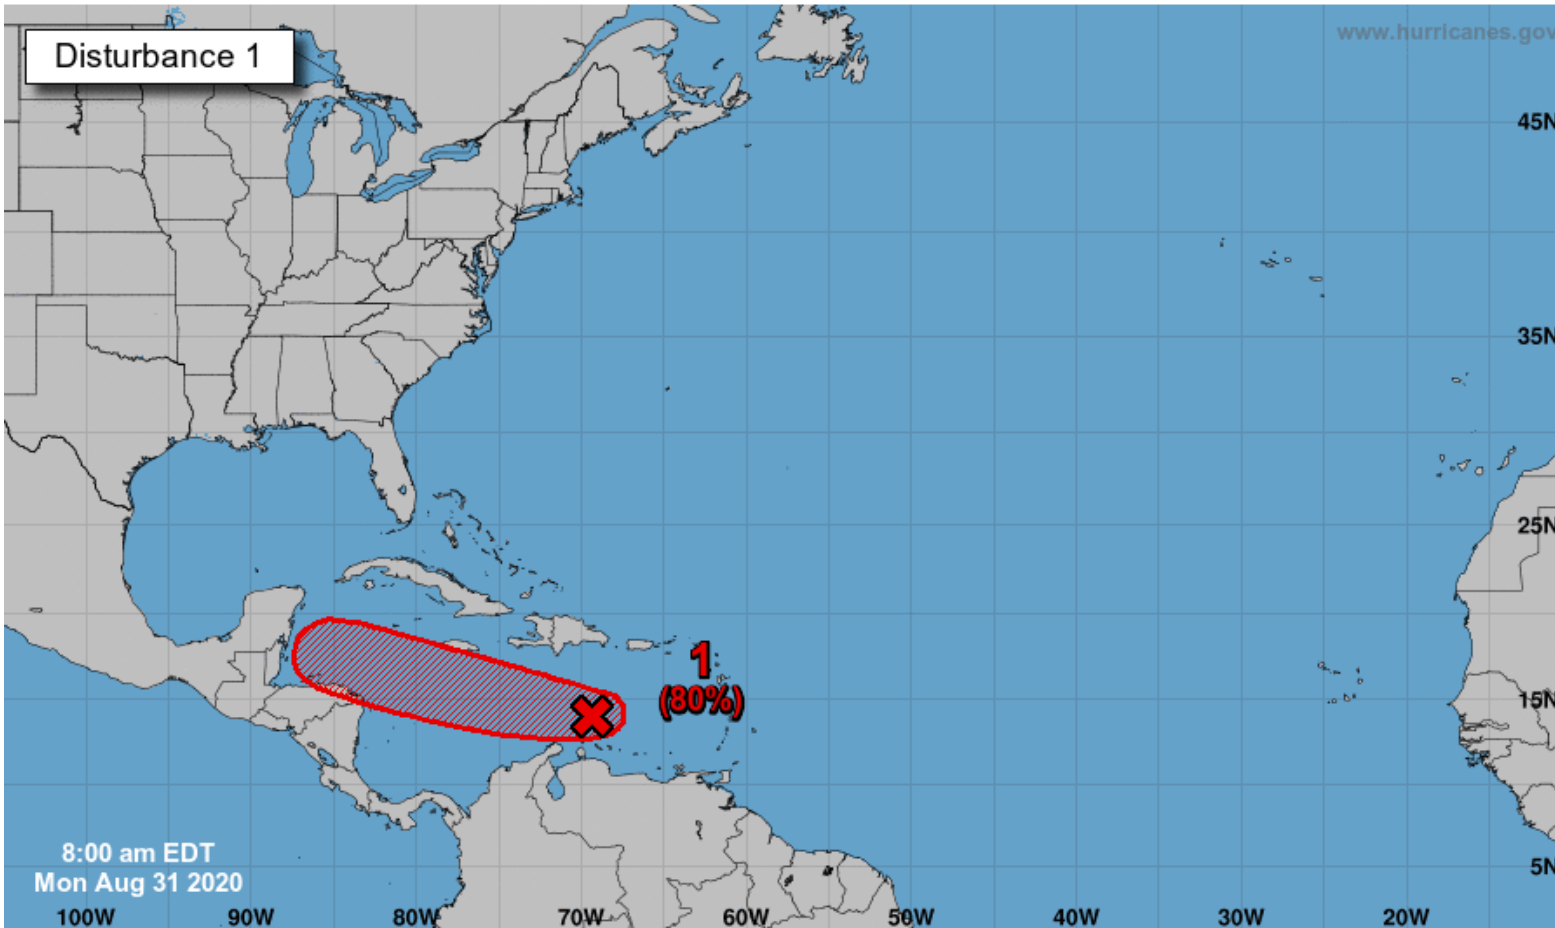 Disturbance 1
www.hurricanes.gov
45N
35N
25N
1
(80%)
15N
8:00 am EDT
Mon Aug 31 2020
5N
100W 90W 80W 70W 60W 50W 40W 30W 20W